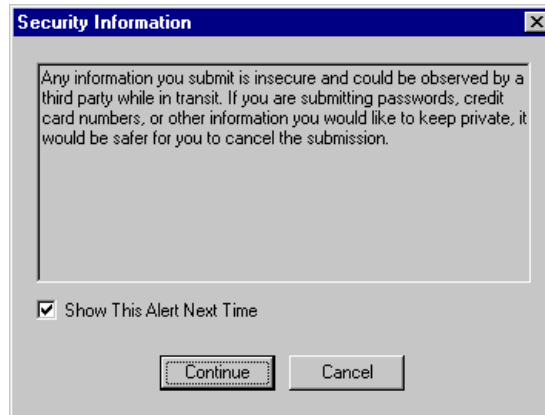 Security Information
Any information you submit is insecure and could be observed by a
third party while in transit. If you are submitting passwords, credit
card numbers, or other information you would like to keep private, it
would be safer for you to cancel the submission.
Show This Alert Next Time
Continue Cancel